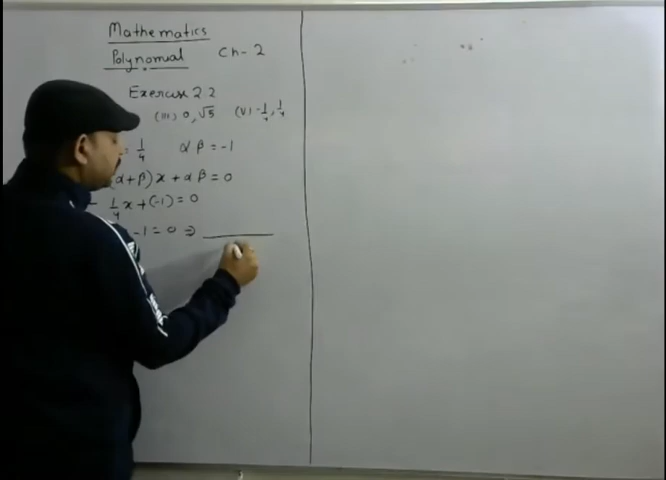 Mathematics
Polynomial Ch-2
Exercise 2.2
(iii) 0, √5 (v) -1/4, 1/4
= 1/4 αβ = -1
(α+β)x + αβ = 0
- 1/4 x + (-1) = 0
-1 = 0 ⇒